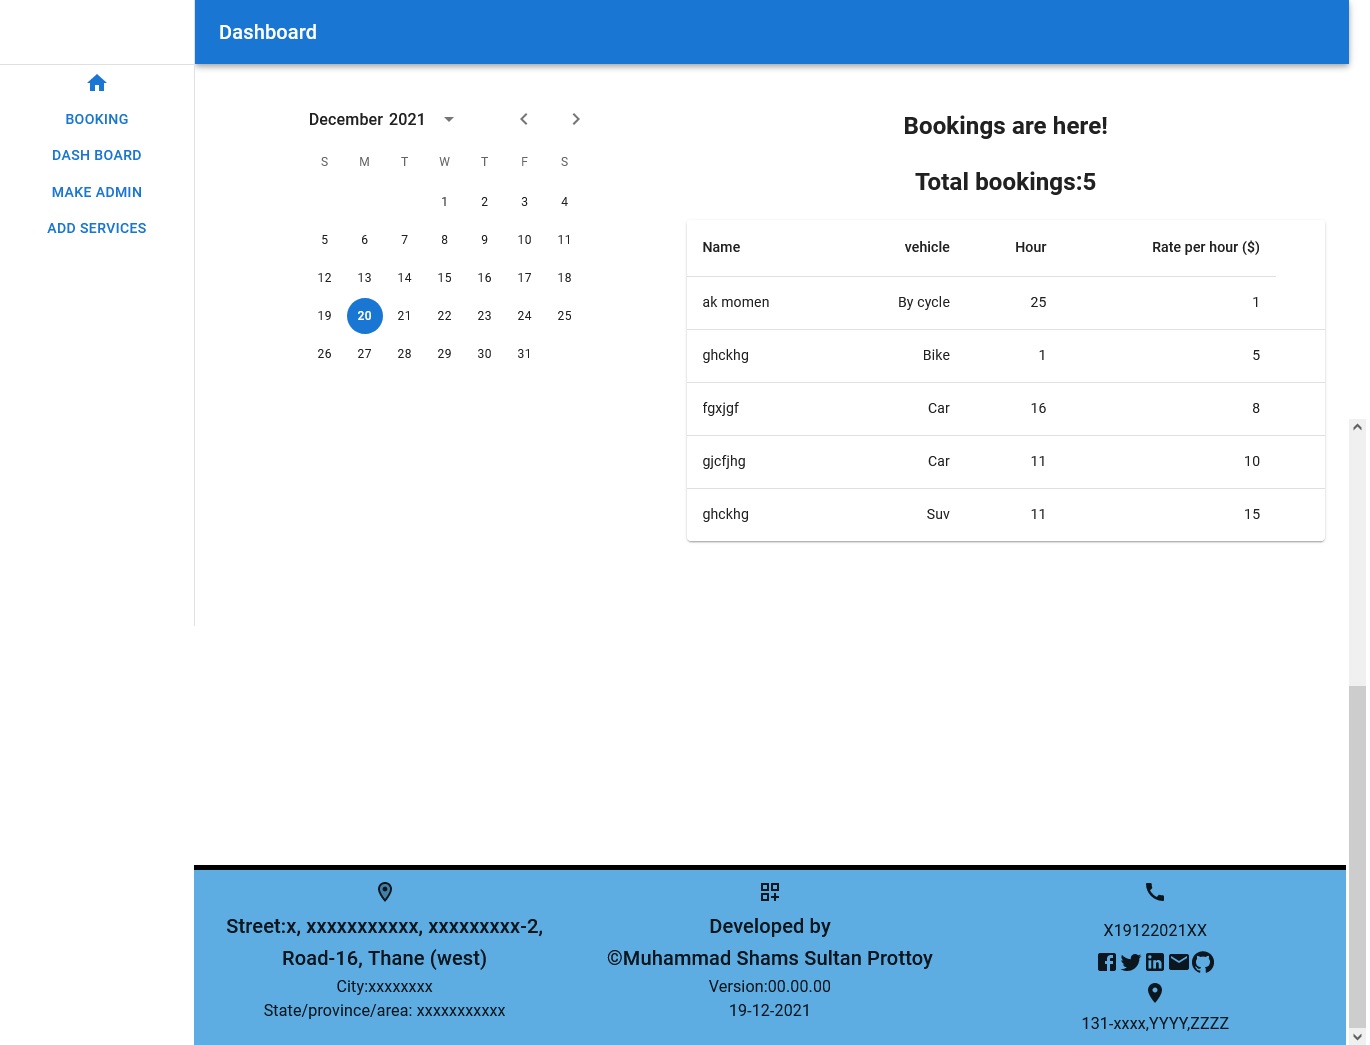 Dashboard
BOOKING
DASH BOARD
MAKE ADMIN
ADD SERVICES
December 2021
S M T W T F S
1 2 3 4
5 6 7 8 9 10 11
12 13 14 15 16 17 18
19 20 21 22 23 24 25
26 27 28 29 30 31
Bookings are here!
Total bookings:5
Name vehicle Hour Rate per hour ($)
ak momen By cycle 25 1
ghckhg Bike 1 5
fgxjgf Car 16 8
gjcfjhg Car 11 10
ghckhg Suv 11 15
Street:x, xxxxxxxxxxx, xxxxxxxxx-2,
Road-16, Thane (west)
City:xxxxxxxx
State/province/area: xxxxxxxxxxx
Developed by
©Muhammad Shams Sultan Prottoy
Version:00.00.00
19-12-2021
X19122021XX
131-xxxx,YYYY,ZZZZ